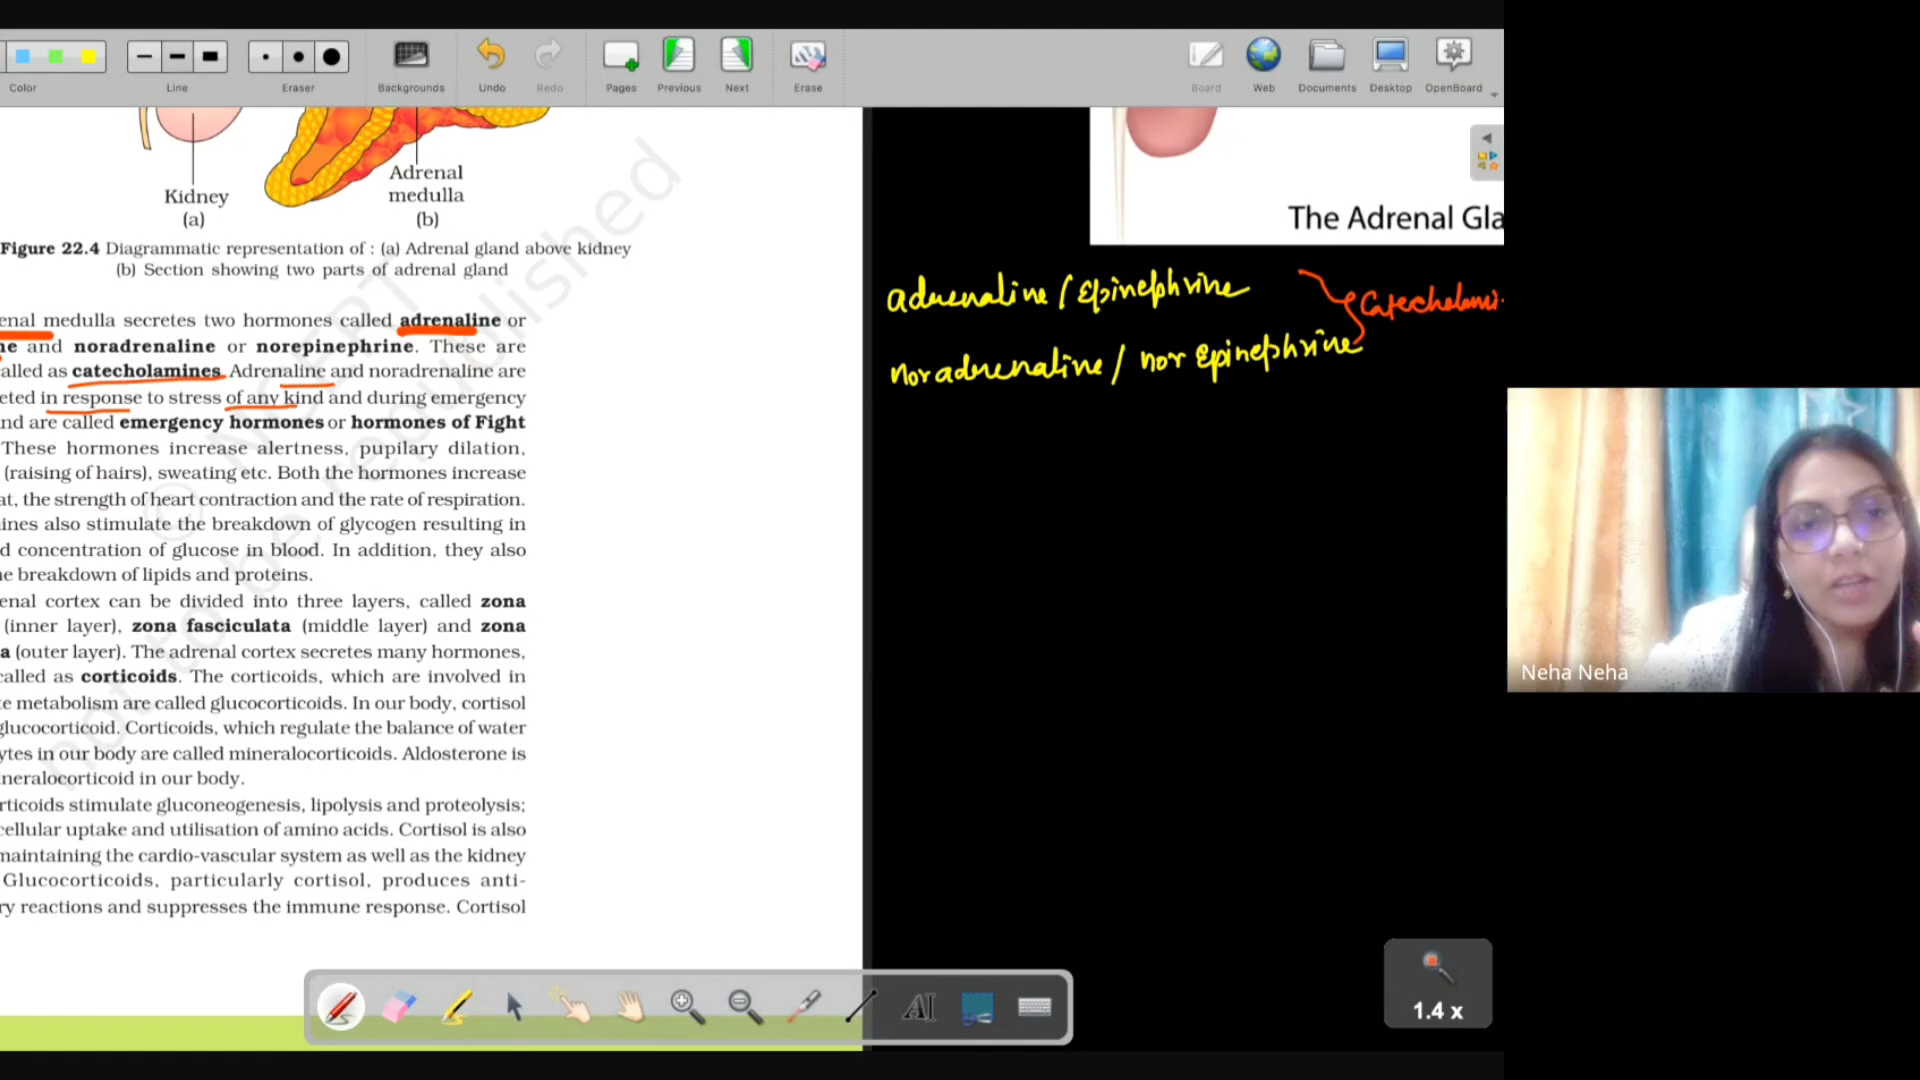 Color
Line
Eraser
Backgrounds
Undo
Redo
Pages
Previous
Next
Erase
Board
Web
Documents
Desktop
OpenBoard
Kidney
(a)
Adrenal
medulla
(b)
Figure 22.4 Diagrammatic representation of : (a) Adrenal gland above kidney
(b) Section showing two parts of adrenal gland
enal medulla secretes two hormones called adrenaline or
ne and noradrenaline or norepinephrine. These are
alled as catecholamines. Adrenaline and noradrenaline are
eted in response to stress of any kind and during emergency
nd are called emergency hormones or hormones of Fight
These hormones increase alertness, pupilary dilation,
(raising of hairs), sweating etc. Both the hormones increase
at, the strength of heart contraction and the rate of respiration.
ines also stimulate the breakdown of glycogen resulting in
d concentration of glucose in blood. In addition, they also
e breakdown of lipids and proteins.
enal cortex can be divided into three layers, called zona
(inner layer), zona fasciculata (middle layer) and zona
a (outer layer). The adrenal cortex secretes many hormones,
called as corticoids. The corticoids, which are involved in
te metabolism are called glucocorticoids. In our body, cortisol
glucocorticoid. Corticoids, which regulate the balance of water
ytes in our body are called mineralocorticoids. Aldosterone is
neralocorticoid in our body.
rticoids stimulate gluconeogenesis, lipolysis and proteolysis;
cellular uptake and utilisation of amino acids. Cortisol is also
maintaining the cardio-vascular system as well as the kidney
Glucocorticoids, particularly cortisol, produces anti-
ry reactions and suppresses the immune response. Cortisol
© NCERT
not to be republished
The Adrenal Gla
adrenaline / Epinephrine
noradrenaline / nor Epinephrine
Catecholami
Neha Neha
1.4 x